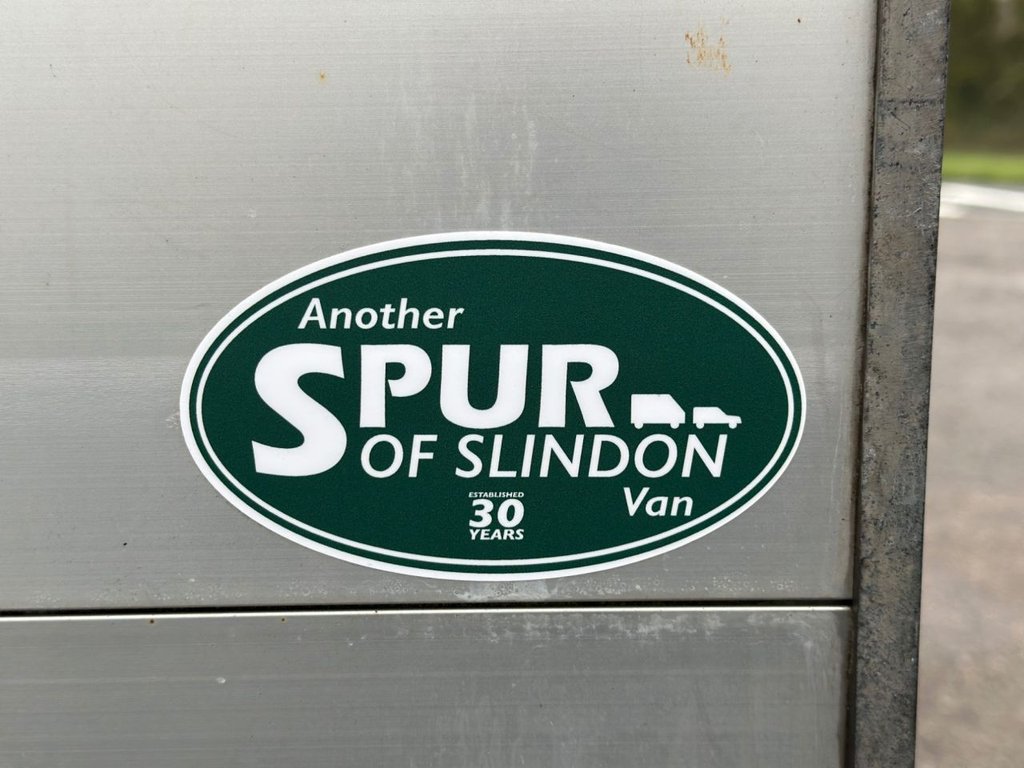 Another
SPUR
OF SLINDON
Van
ESTABLISHED
30
YEARS